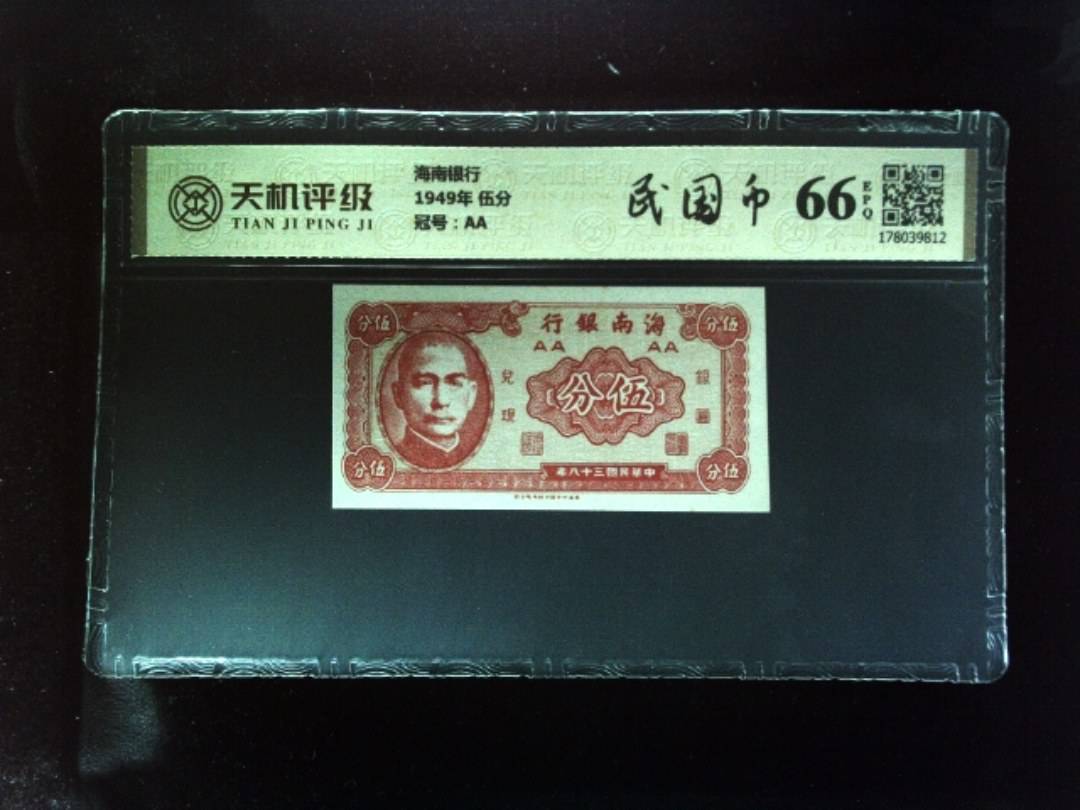 天机评级
TIAN JI PING JI
海南银行
1949年 伍分
冠号：AA
民国币 66 EPQ
178039812
行銀南海
AA AA
分伍 分伍
兌現 分伍 銀圓
分伍 分伍
年八十三國民華中